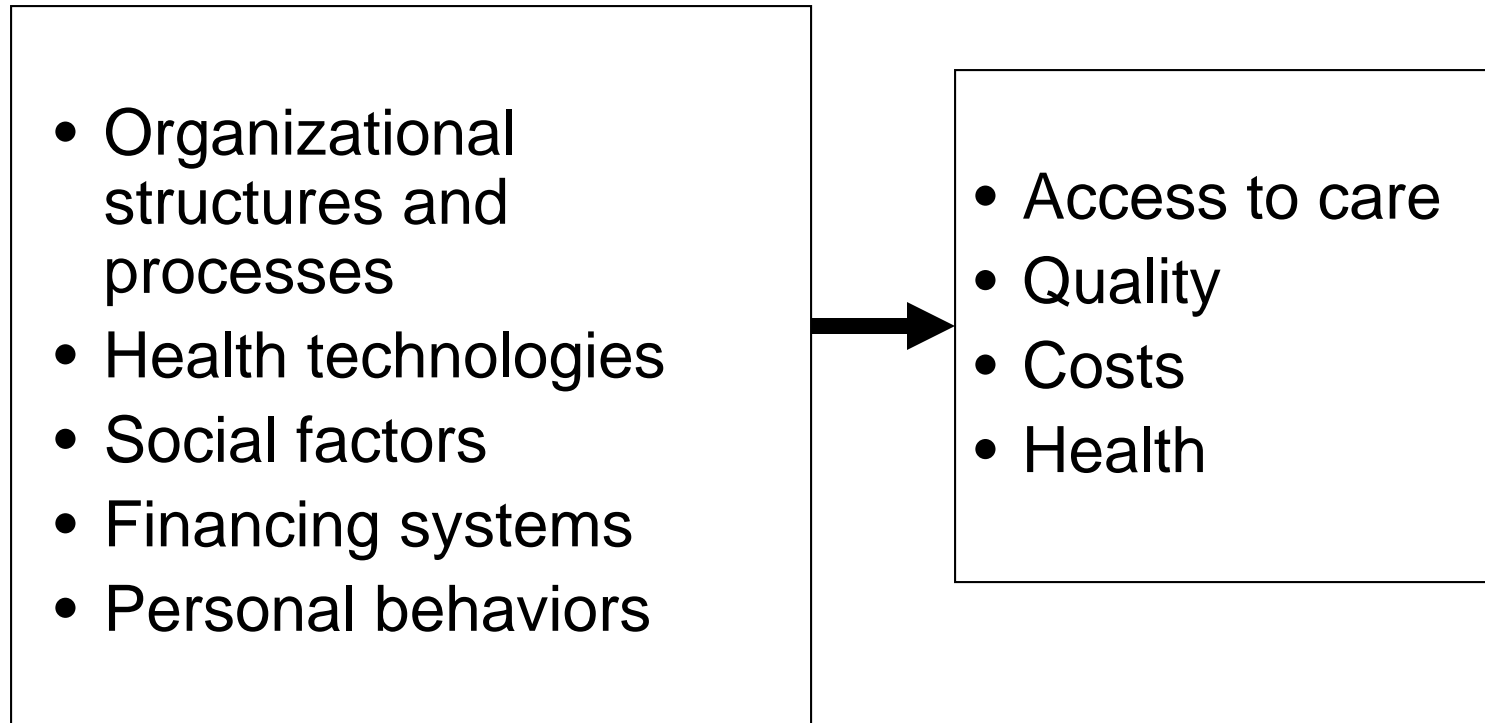 • Organizational
structures and
processes
• Health technologies
• Social factors
• Financing systems
• Personal behaviors
• Access to care
• Quality
• Costs
• Health